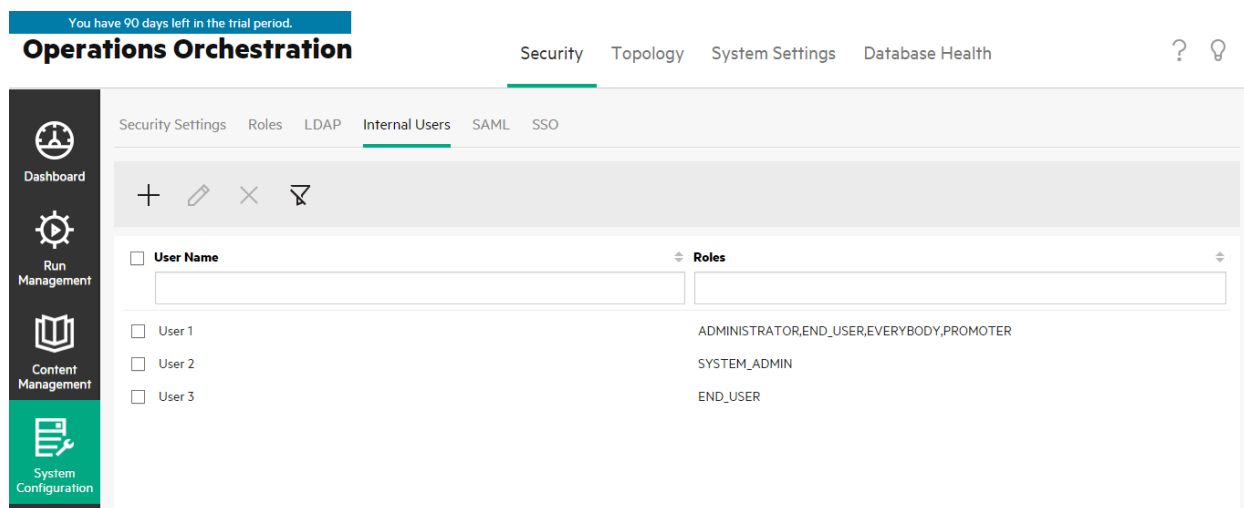 You have 90 days left in the trial period.
Operations Orchestration
Security Topology System Settings Database Health
?
Security Settings Roles LDAP Internal Users SAML SSO
Dashboard
Run
Management
Content
Management
System
Configuration
User Name Roles
User 1 ADMINISTRATOR,END_USER,EVERYBODY,PROMOTER
User 2 SYSTEM_ADMIN
User 3 END_USER